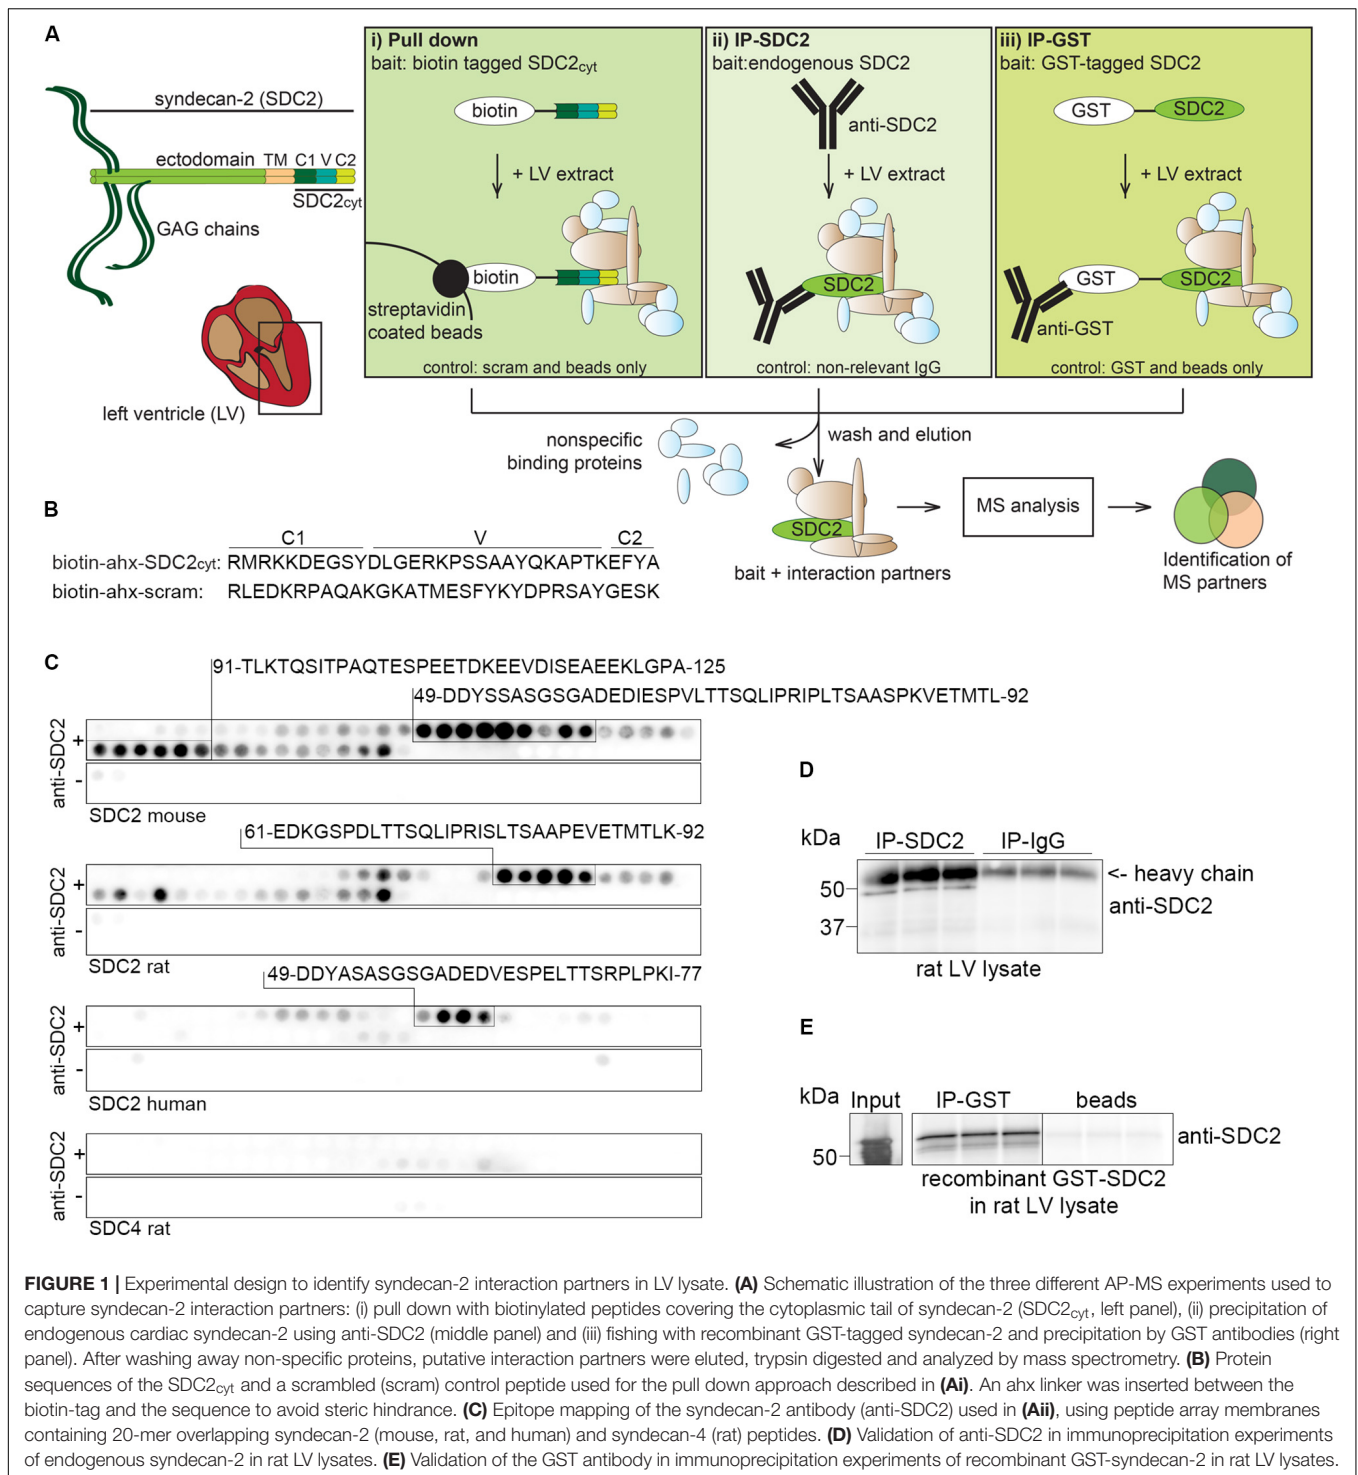 A
syndecan-2 (SDC2)
ectodomain TM C1 V C2
SDC2cyt
GAG chains
left ventricle (LV)
i) Pull down
bait: biotin tagged SDC2cyt
biotin
+ LV extract
biotin
streptavidin
coated beads
control: scram and beads only
ii) IP-SDC2
bait:endogenous SDC2
anti-SDC2
+ LV extract
SDC2
control: non-relevant IgG
iii) IP-GST
bait: GST-tagged SDC2
GST SDC2
+ LV extract
GST SDC2
anti-GST
control: GST and beads only
nonspecific
binding proteins
wash and elution
SDC2
bait + interaction partners
MS analysis
Identification of
MS partners
B
C1 V C2
biotin-ahx-SDC2cyt: RMRKKDEGSYDLGERKPSSAAYQKAPTKEFYA
biotin-ahx-scram: RLEDKRPAQAKGKATMESFYKYDPRSAYGESK
C
91-TLKTQSITPAQTESPEETDKEEVDISEAEEKLGPA-125
49-DDYSSASGSGADEDIESPVLTTSQLIPRIPLTSAASPKVETMTL-92
anti-SDC2
+
-
SDC2 mouse
61-EDKGSPDLTTSQLIPRISLTSAAPEVETMTLK-92
anti-SDC2
+
-
SDC2 rat
49-DDYASASGSGADEDVESPELTTSRPLPKI-77
anti-SDC2
+
-
SDC2 human
anti-SDC2
+
-
SDC4 rat
D
kDa IP-SDC2 IP-IgG
<- heavy chain
50
anti-SDC2
37
rat LV lysate
E
kDa Input IP-GST beads
anti-SDC2
50
recombinant GST-SDC2
in rat LV lysate
FIGURE 1 | Experimental design to identify syndecan-2 interaction partners in LV lysate. (A) Schematic illustration of the three different AP-MS experiments used to
capture syndecan-2 interaction partners: (i) pull down with biotinylated peptides covering the cytoplasmic tail of syndecan-2 (SDC2cyt, left panel), (ii) precipitation of
endogenous cardiac syndecan-2 using anti-SDC2 (middle panel) and (iii) fishing with recombinant GST-tagged syndecan-2 and precipitation by GST antibodies (right
panel). After washing away non-specific proteins, putative interaction partners were eluted, trypsin digested and analyzed by mass spectrometry. (B) Protein
sequences of the SDC2cyt and a scrambled (scram) control peptide used for the pull down approach described in (Ai). An ahx linker was inserted between the
biotin-tag and the sequence to avoid steric hindrance. (C) Epitope mapping of the syndecan-2 antibody (anti-SDC2) used in (Aii), using peptide array membranes
containing 20-mer overlapping syndecan-2 (mouse, rat, and human) and syndecan-4 (rat) peptides. (D) Validation of anti-SDC2 in immunoprecipitation experiments
of endogenous syndecan-2 in rat LV lysates. (E) Validation of the GST antibody in immunoprecipitation experiments of recombinant GST-syndecan-2 in rat LV lysates.